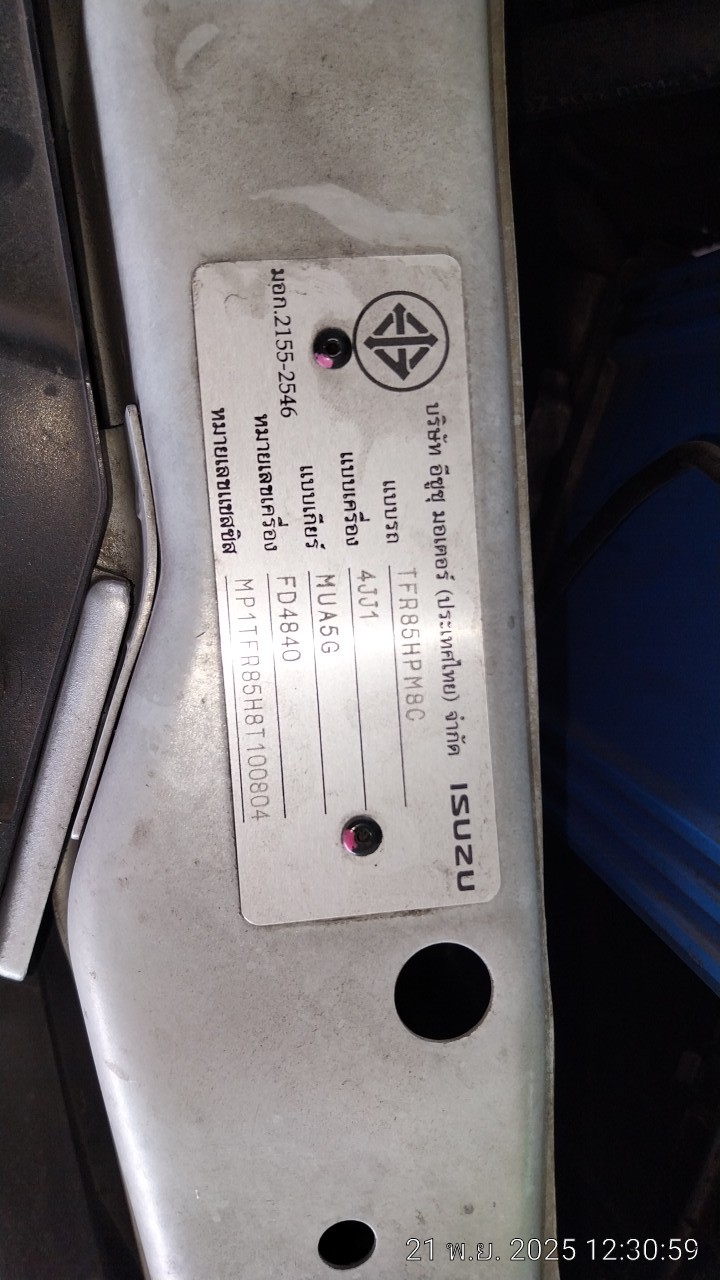 บริษัท อีซูซุ มอเตอร์ (ประเทศไทย) จำกัด ISUZU
แบบรถ TFR85HPM8C
แบบเครื่อง 4JJ1
แบบเกียร์ MUA5G
มอก.2155-2546
หมายเลขเครื่อง FD4840
หมายเลขแชสซิส MP1TFR85H8T100804
21 พ.ย. 2025 12:30:59